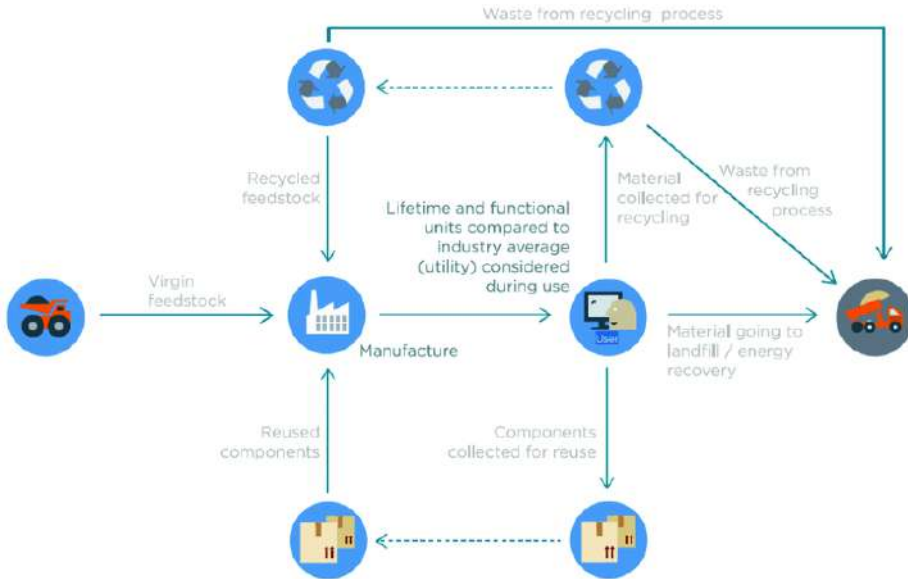 Waste from recycling process
Recycled
feedstock
Material
collected for
recycling
Waste from
recycling
process
Lifetime and functional
units compared to
industry average
(utility) considered
during use
Virgin
feedstock
Manufacture
User
Material going to
landfill / energy
recovery
Reused
components
Components
collected for reuse